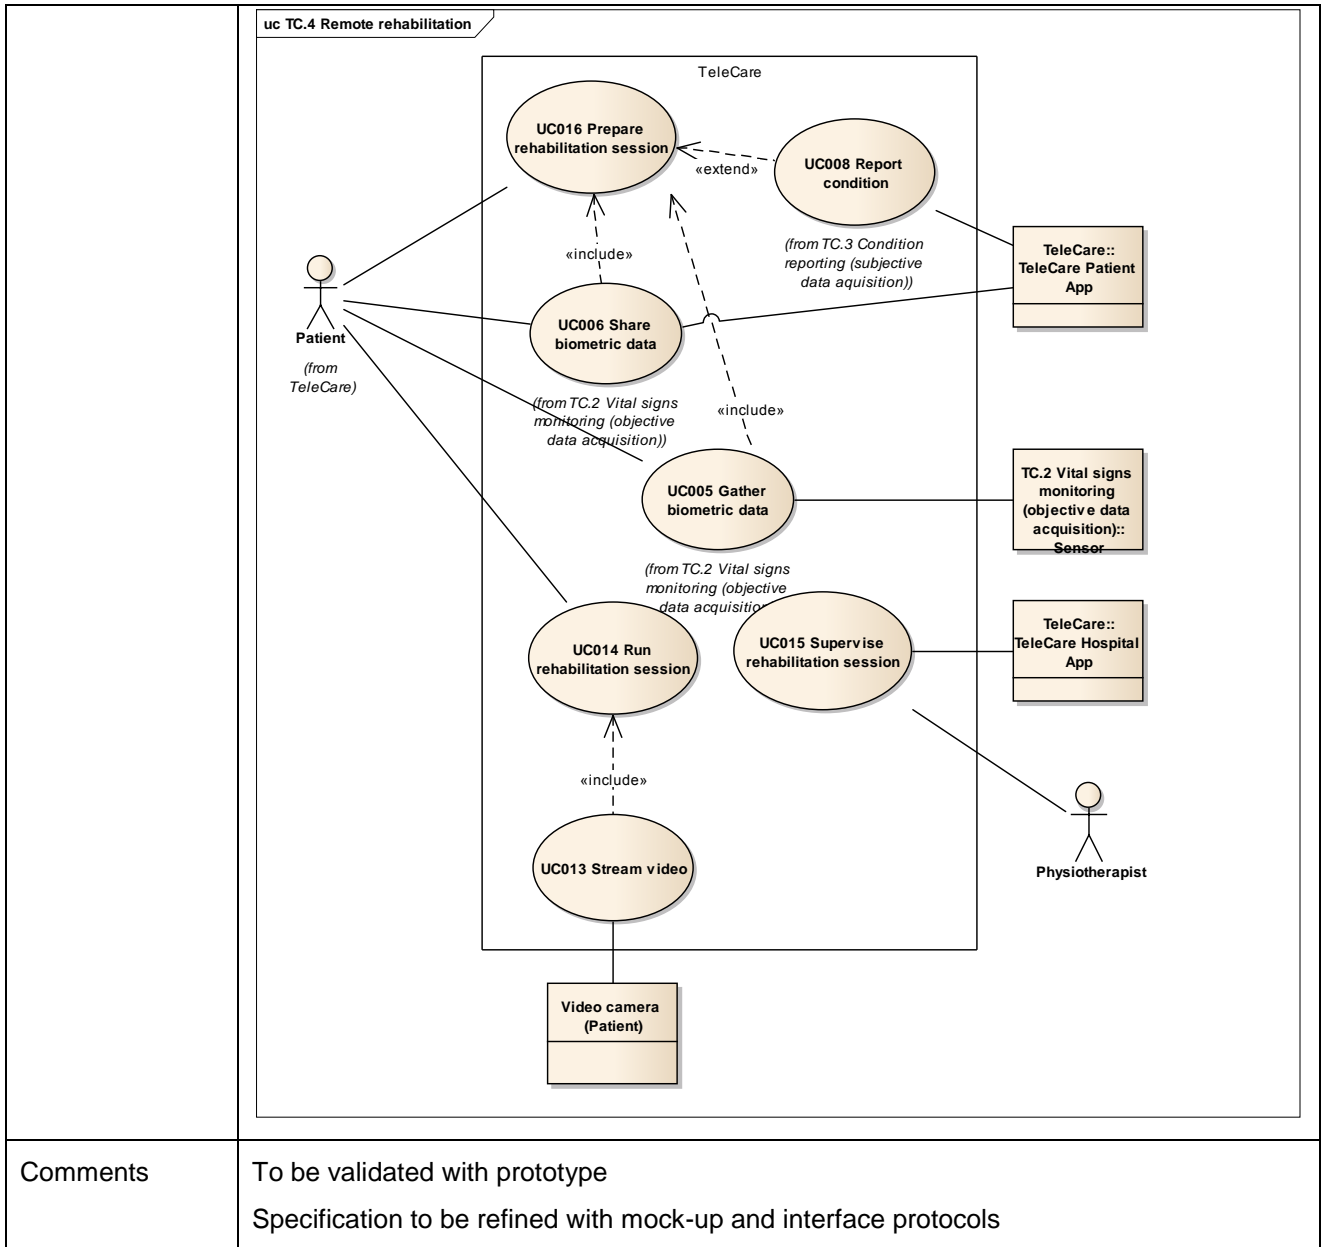 uc TC.4 Remote rehabilitation
TeleCare
UC016 Prepare
rehabilitation session
«extend»
UC008 Report
condition
(from TC.3 Condition
reporting (subjective
data aquisition))
TeleCare::
TeleCare Patient
App
«include»
Patient
(from
TeleCare)
UC006 Share
biometric data
(from TC.2 Vital signs
monitoring (objective
data acquisition))
«include»
UC005 Gather
biometric data
(from TC.2 Vital signs
monitoring (objective
data acquisition
TC.2 Vital signs
monitoring
(objective data
acquisition)::
Sensor
UC014 Run
rehabilitation session
UC015 Supervise
rehabilitation session
TeleCare::
TeleCare Hospital
App
«include»
UC013 Stream video
Physiotherapist
Video camera
(Patient)
Comments
To be validated with prototype
Specification to be refined with mock-up and interface protocols